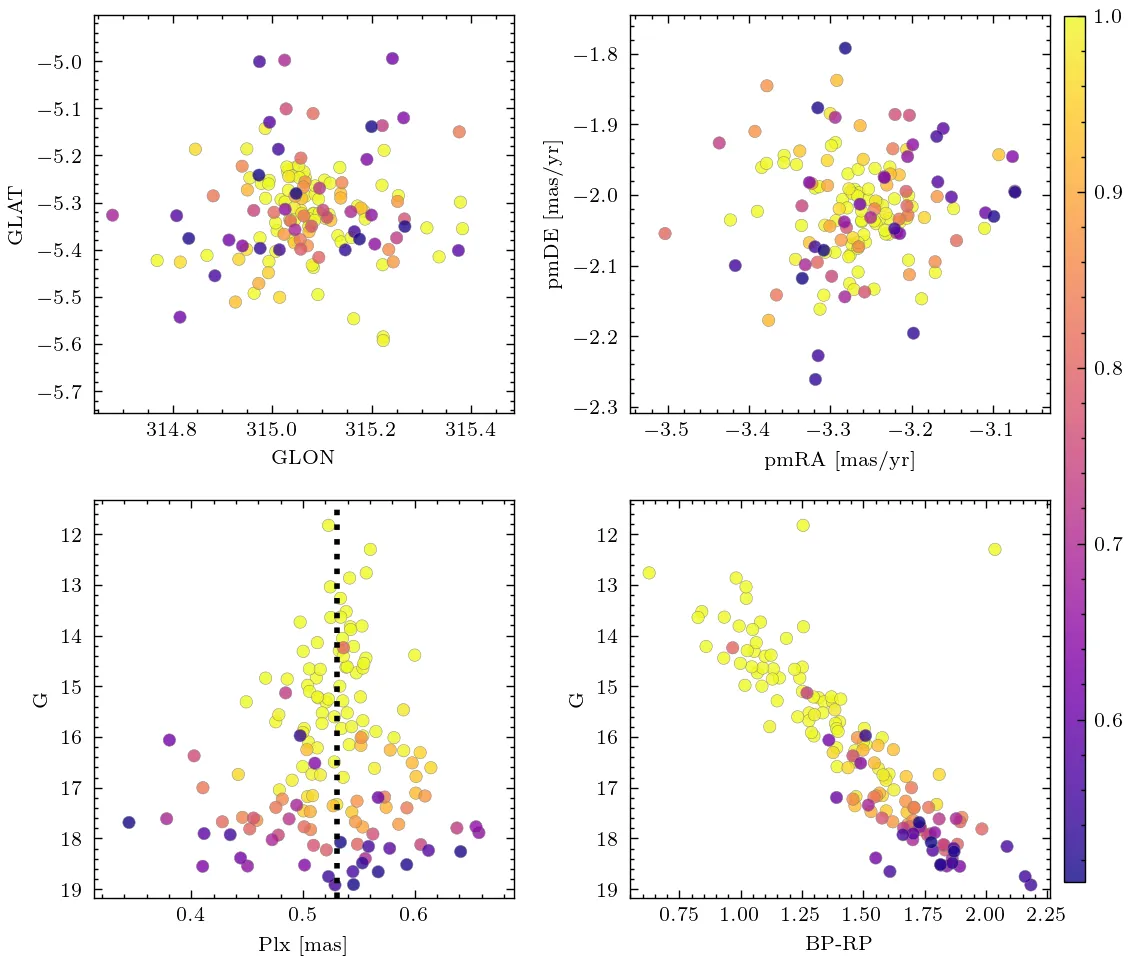 −5.0
−5.1
−5.2
−5.3
−5.4
−5.5
−5.6
−5.7
GLAT
314.8 315.0 315.2 315.4
GLON
−1.8
−1.9
−2.0
−2.1
−2.2
−2.3
pmDE [mas/yr]
−3.5 −3.4 −3.3 −3.2 −3.1
pmRA [mas/yr]
12
13
14
15
16
17
18
19
G
0.4 0.5 0.6
Plx [mas]
12
13
14
15
16
17
18
19
G
0.75 1.00 1.25 1.50 1.75 2.00 2.25
BP-RP
1.0
0.9
0.8
0.7
0.6